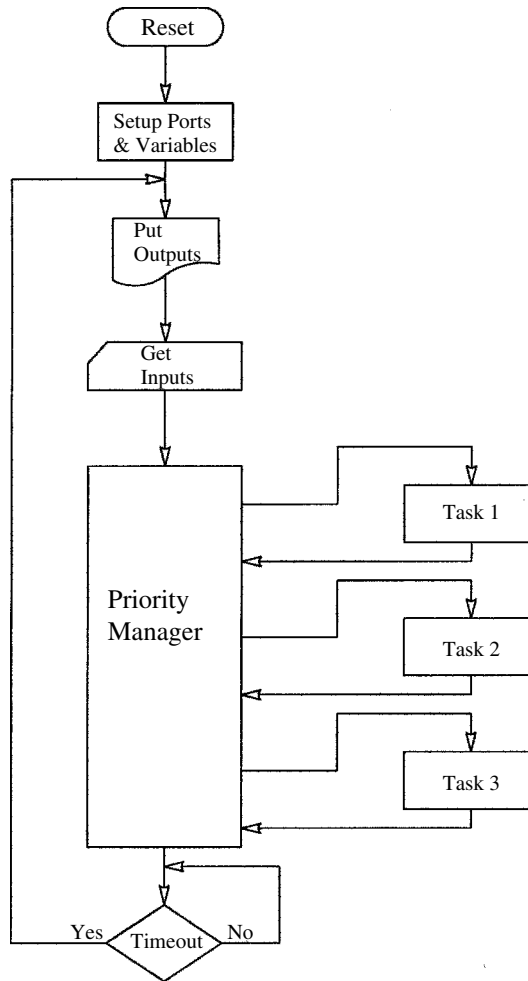 Reset
Setup Ports
& Variables
Put
Outputs
Get
Inputs
Task 1
Priority
Manager
Task 2
Task 3
Yes
Timeout
No